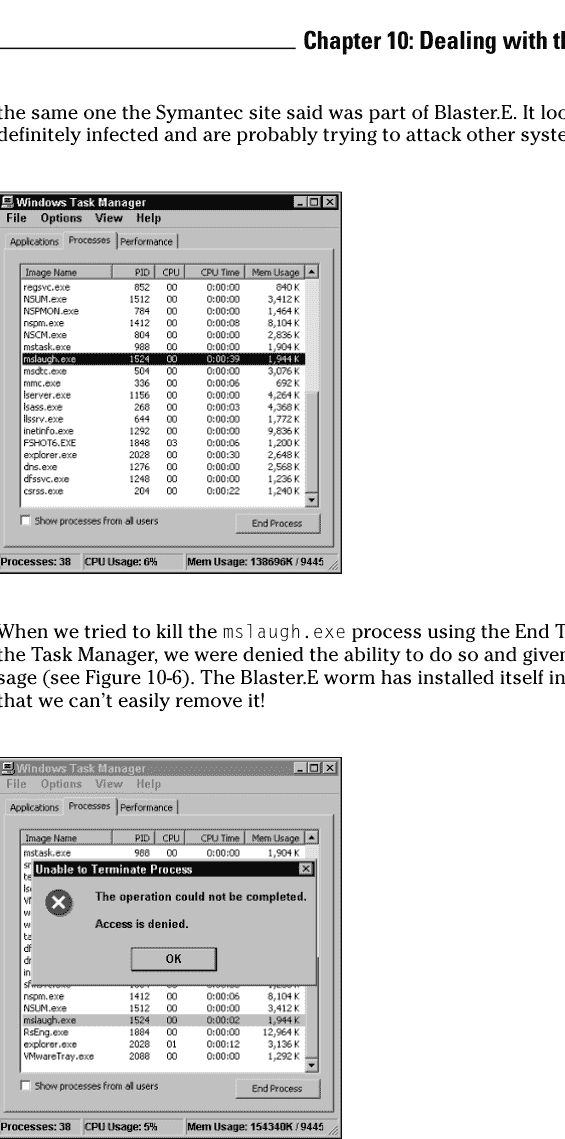 Chapter 10: Dealing with th
the same one the Symantec site said was part of Blaster.E. It loo
definitely infected and are probably trying to attack other syste
Windows Task Manager
File Options View Help
Applications Processes Performance
Image Name PID CPU CPU Time Mem Usage
regsvc.exe 852 00 0:00:00 840 K
NSUM.exe 1512 00 0:00:00 3,412 K
NSPMON.exe 784 00 0:00:00 1,464 K
nspm.exe 1412 00 0:00:08 8,104 K
NSCM.exe 804 00 0:00:00 2,836 K
mstask.exe 988 00 0:00:00 1,904 K
mslaugh.exe 1524 00 0:00:39 1,944 K
msdtc.exe 504 00 0:00:00 3,076 K
mmc.exe 336 00 0:00:06 692 K
lserver.exe 1156 00 0:00:00 4,264 K
lsass.exe 268 00 0:00:03 4,368 K
llssrv.exe 644 00 0:00:00 1,772 K
inetinfo.exe 1292 00 0:00:00 9,836 K
FSHOT6.EXE 1848 03 0:00:06 1,200 K
explorer.exe 2028 00 0:00:30 2,648 K
dns.exe 1276 00 0:00:00 2,568 K
dfssvc.exe 1248 00 0:00:00 1,236 K
csrss.exe 204 00 0:00:22 1,240 K
Show processes from all users End Process
Processes: 38 CPU Usage: 6% Mem Usage: 138696K / 9445
When we tried to kill the mslaugh.exe process using the End T
the Task Manager, we were denied the ability to do so and given
sage (see Figure 10-6). The Blaster.E worm has installed itself in
that we can't easily remove it!
Windows Task Manager
File Options View Help
Applications Processes Performance
Image Name PID CPU CPU Time Mem Usage
mstask.exe 988 00 0:00:00 1,904 K
Unable to Terminate Process
The operation could not be completed.
Access is denied.
OK
nspm.exe 1412 00 0:00:06 8,104 K
NSUM.exe 1512 00 0:00:00 3,412 K
mslaugh.exe 1524 00 0:00:02 1,944 K
RsEng.exe 1884 00 0:00:00 12,964 K
explorer.exe 2028 01 0:00:12 3,136 K
VMwareTray.exe 2088 00 0:00:00 1,292 K
Show processes from all users End Process
Processes: 38 CPU Usage: 5% Mem Usage: 154340K / 9445